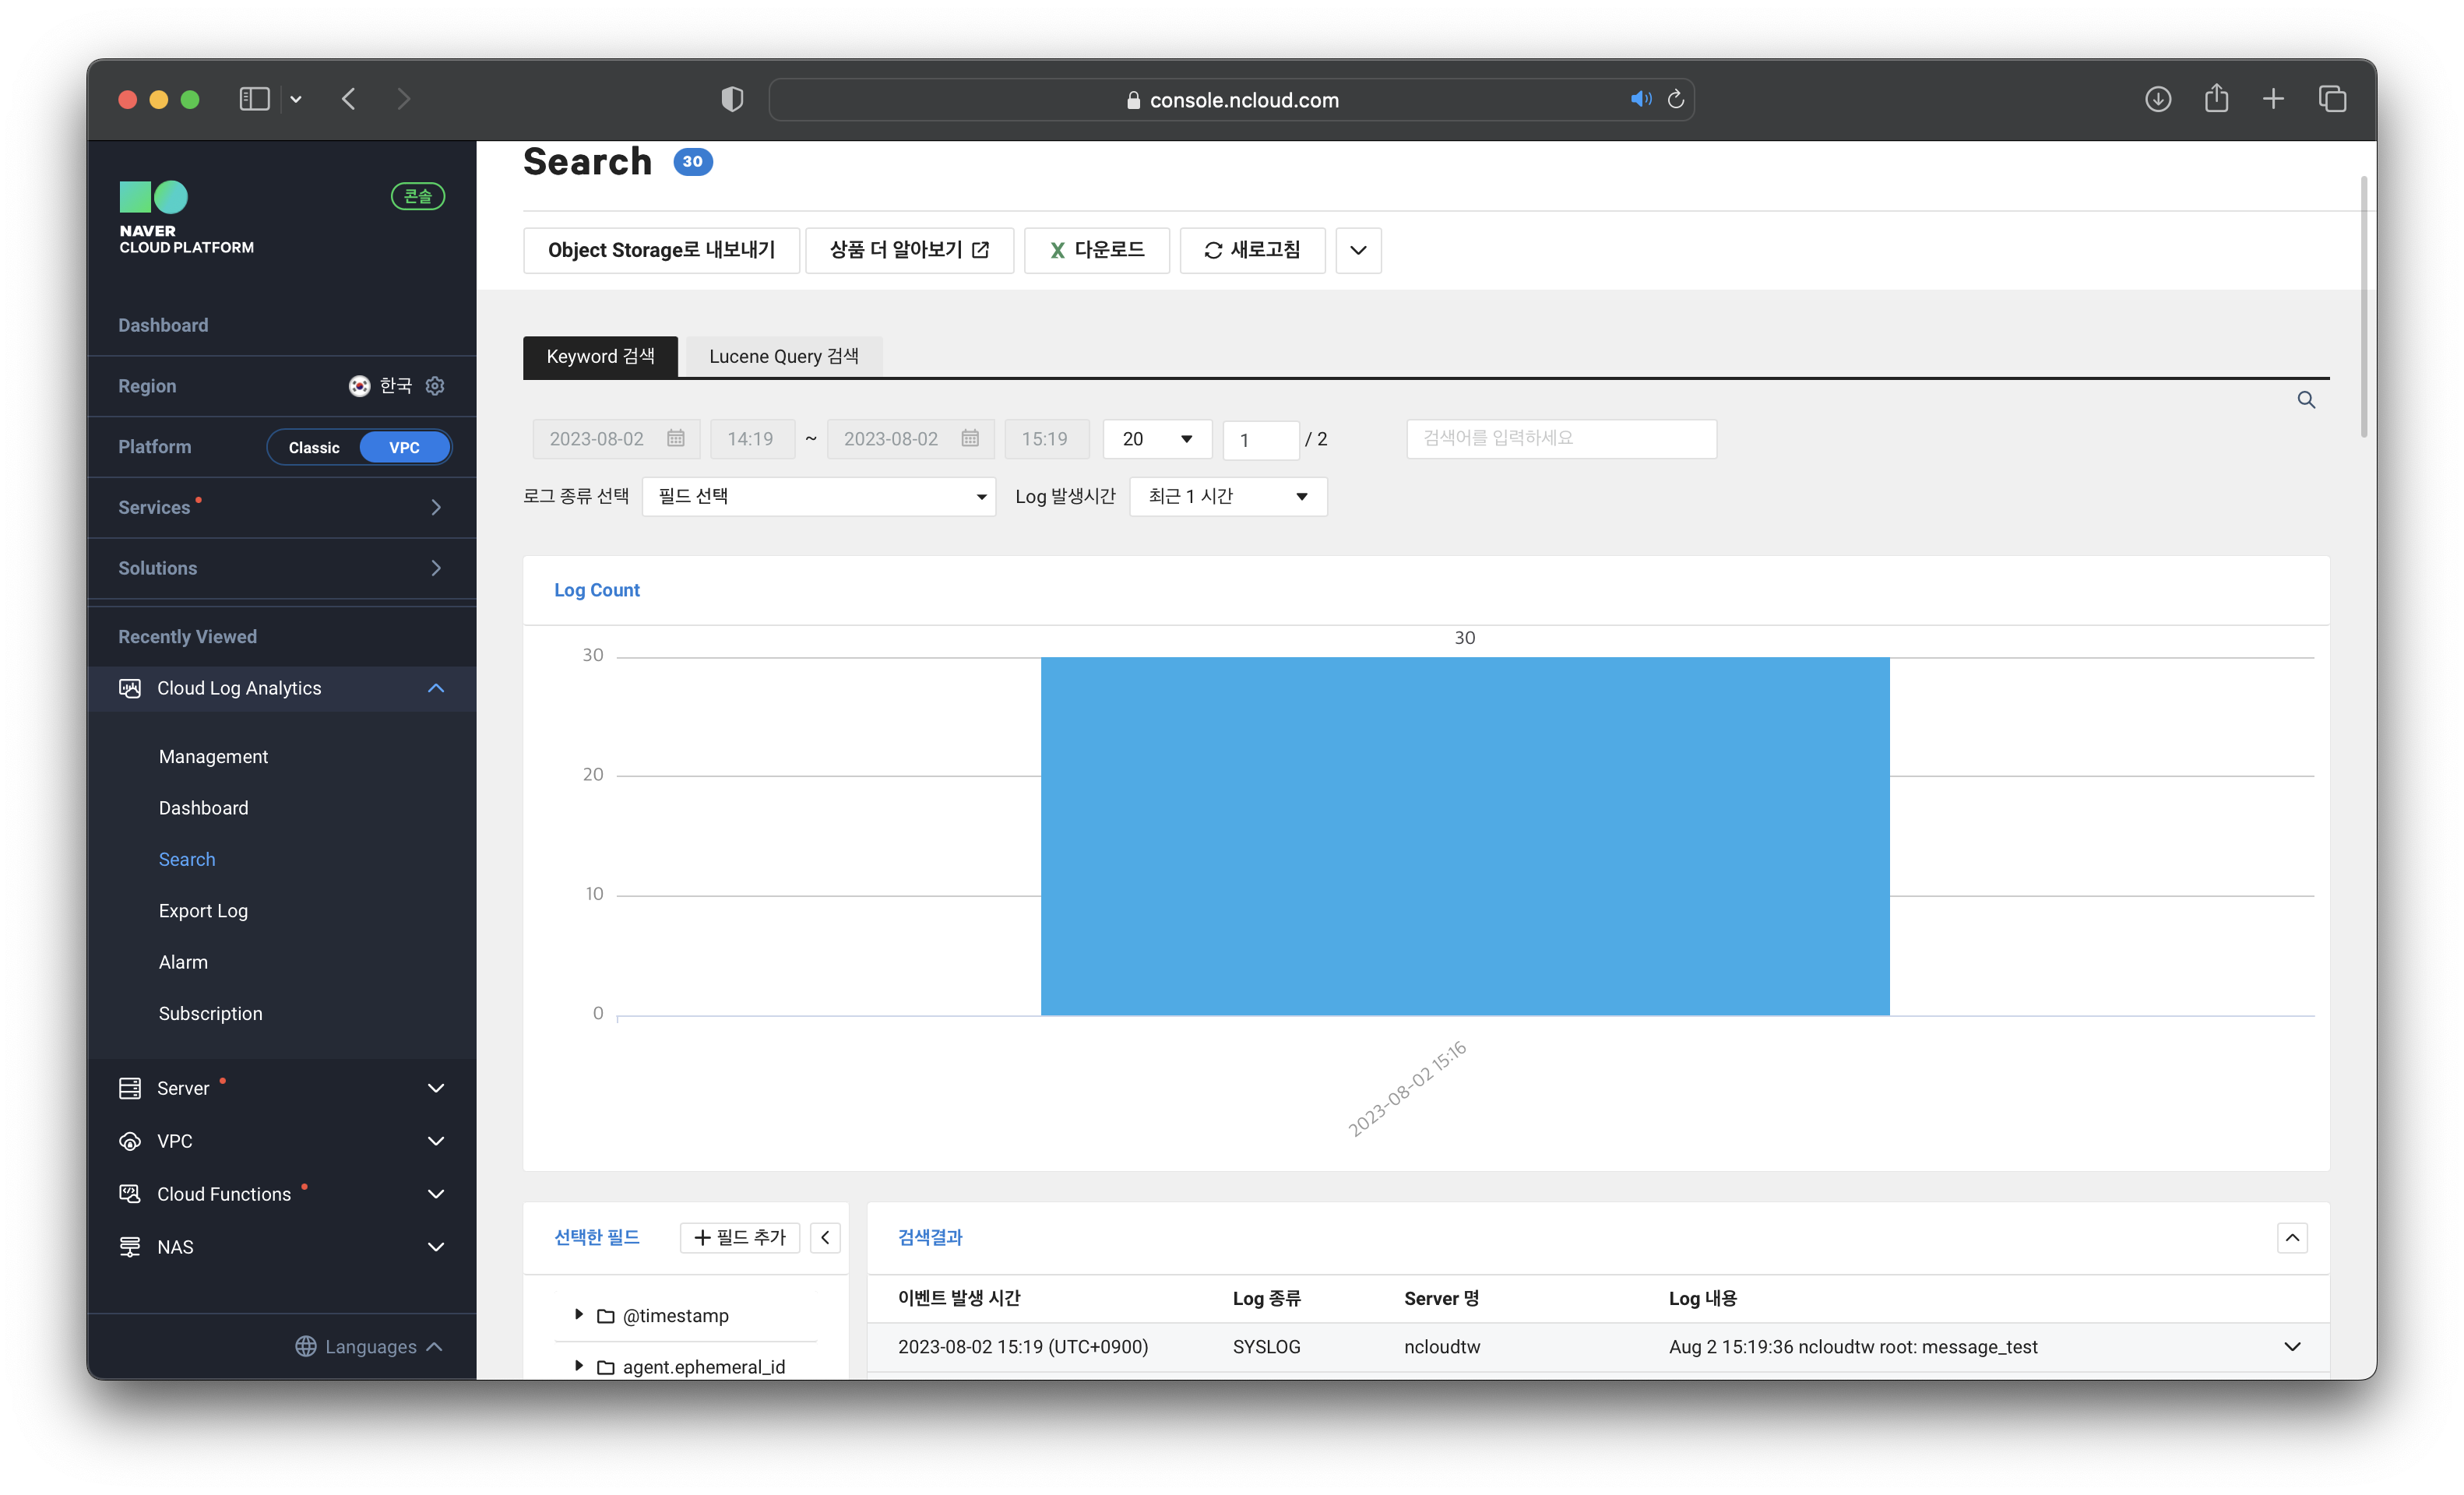 console.ncloud.com
NAVER
CLOUD PLATFORM
콘솔
Dashboard
Region 한국
Platform Classic VPC
Services
Solutions
Recently Viewed
Cloud Log Analytics
Management
Dashboard
Search
Export Log
Alarm
Subscription
Server
VPC
Cloud Functions
NAS
Languages
Search 30
Object Storage로 내보내기 상품 더 알아보기 다운로드 새로고침
Keyword 검색 Lucene Query 검색
2023-08-02 14:19 ~ 2023-08-02 15:19 20 1 / 2 검색어를 입력하세요
로그 종류 선택 필드 선택 Log 발생시간 최근 1 시간
Log Count
30
30
20
10
0
2023-08-02 15:16
선택한 필드 + 필드 추가
@timestamp
agent.ephemeral_id
검색결과
이벤트 발생 시간 Log 종류 Server 명 Log 내용
2023-08-02 15:19 (UTC+0900) SYSLOG ncloudtw Aug 2 15:19:36 ncloudtw root: message_test